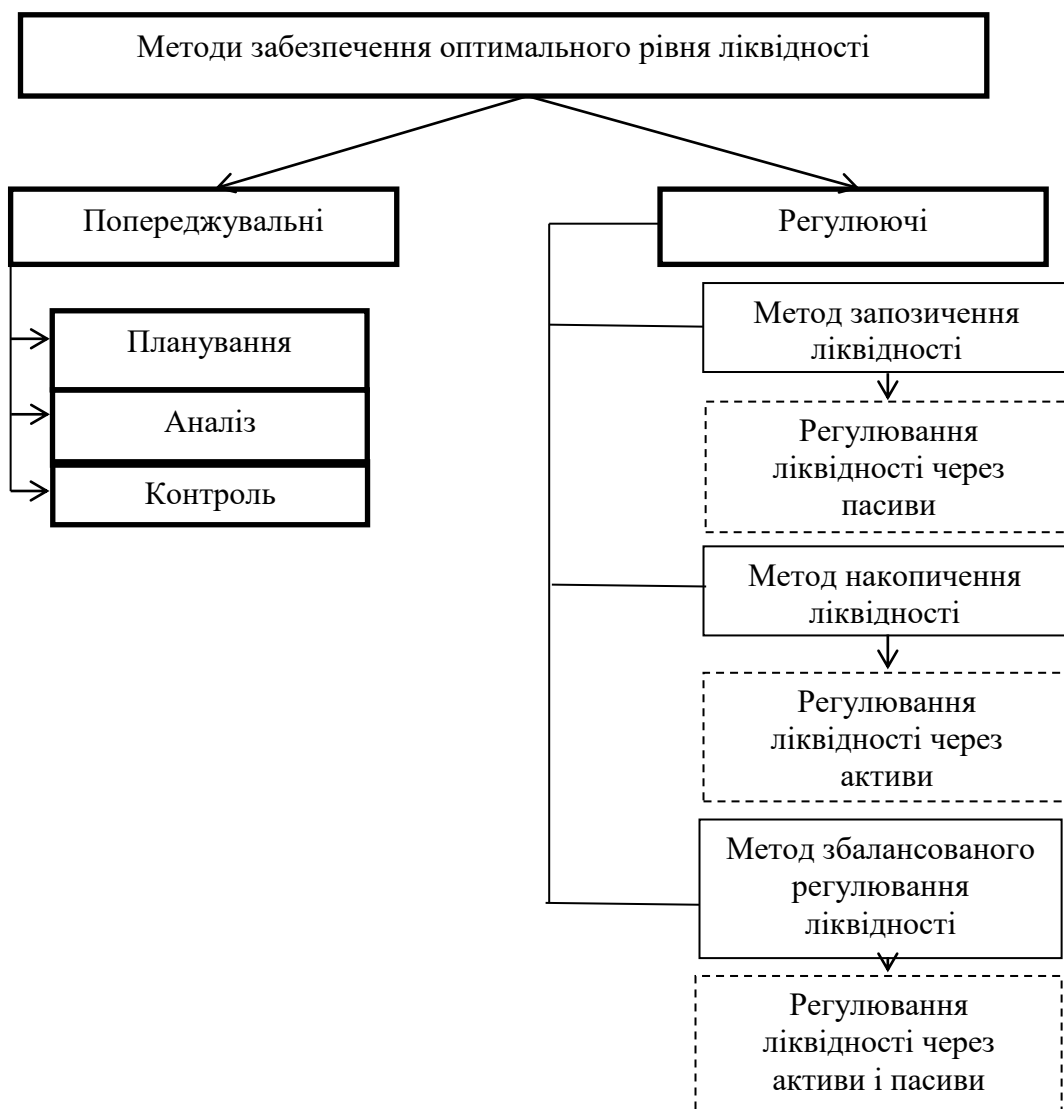 Методи забезпечення оптимального рівня ліквідності
Попереджувальні
Планування
Аналіз
Контроль
Регулюючі
Метод запозичення
ліквідності
Регулювання
ліквідності через
пасиви
Метод накопичення
ліквідності
Регулювання
ліквідності через
активи
Метод збалансованого
регулювання
ліквідності
Регулювання
ліквідності через
активи і пасиви